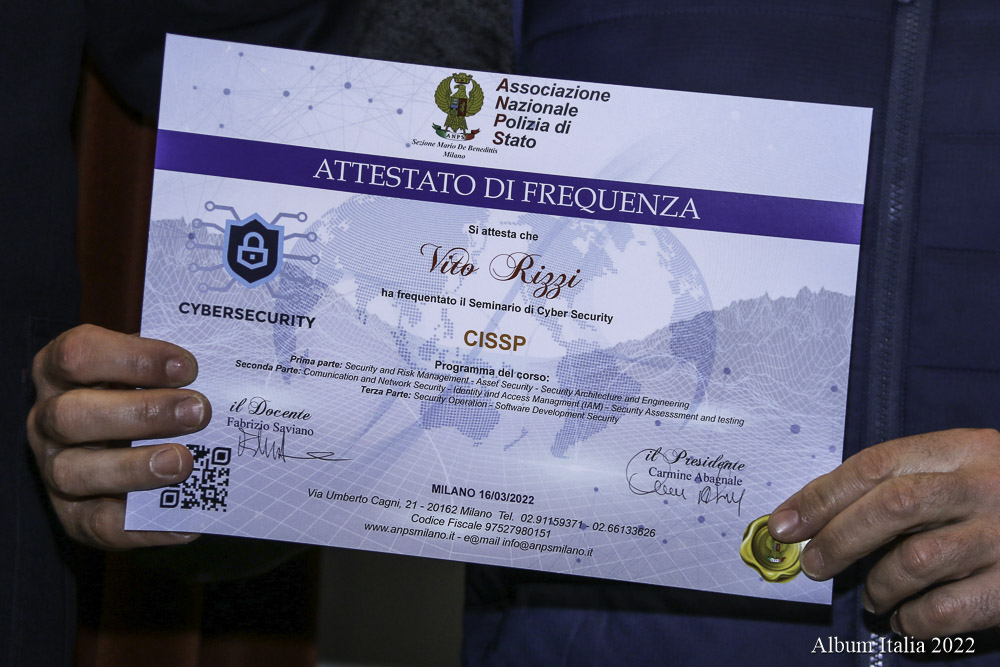 Associazione
Nazionale
Polizia di
Stato
ANPS
Sezione Mario De Benedittis
Milano
ATTESTATO DI FREQUENZA
Si attesta che
Vito Rizzi
ha frequentato il Seminario di Cyber Security
CYBERSECURITY
CISSP
Programma del corso:
Prima parte: Security and Risk Management - Asset Security - Security Architecture and Engineering
Seconda Parte: Comunication and Network Security - Identity and Access Managment (IAM) - Security Assesssment and testing
Terza Parte: Security Operation - Software Development Security
il Docente
Fabrizio Saviano
il Presidente
Carmine Abagnale
MILANO 16/03/2022
Via Umberto Cagni, 21 - 20162 Milano Tel. 02.91159371 - 02.66133626
Codice Fiscale 97527980151
www.anpsmilano.it - e@mail info@anpsmilano.it
Album Italia 2022